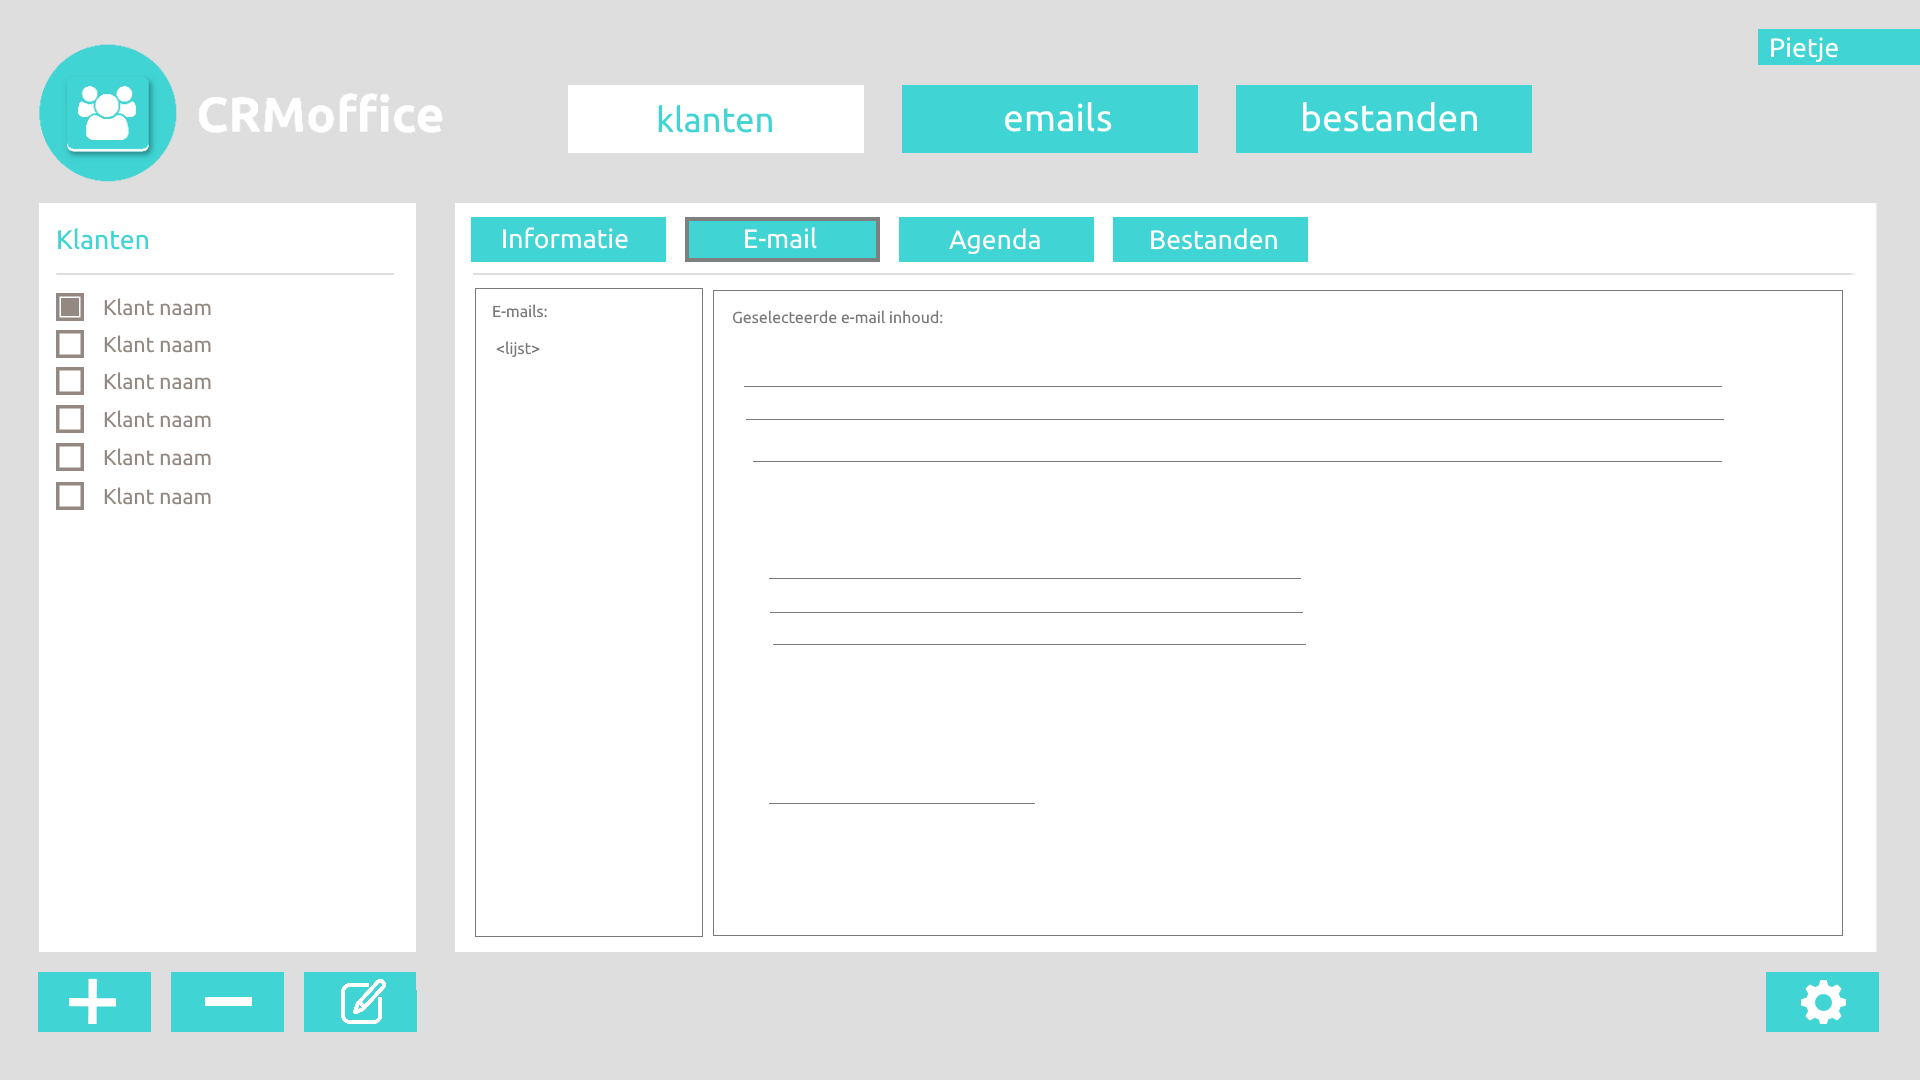 Pietje
CRMoffice
klanten
emails
bestanden
Klanten
Klant naam
Klant naam
Klant naam
Klant naam
Klant naam
Klant naam
Informatie
E-mail
Agenda
Bestanden
E-mails:
<lijst>
Geselecteerde e-mail inhoud: